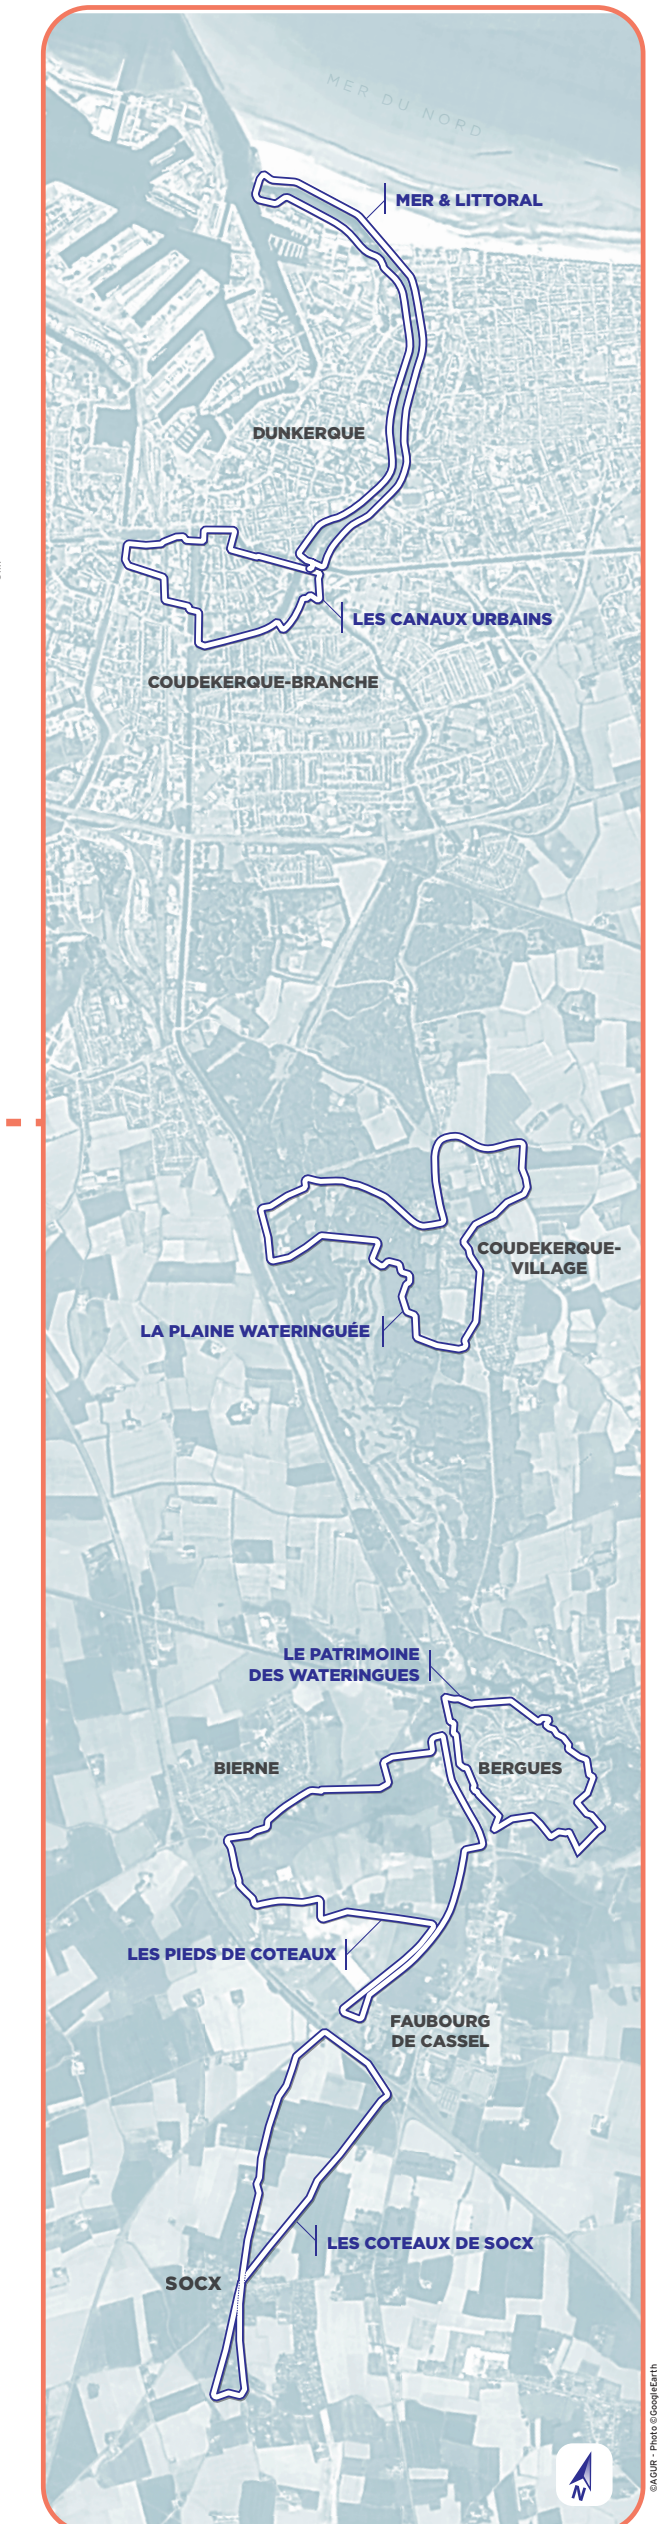 MER DU NORD
MER & LITTORAL
DUNKERQUE
LES CANAUX URBAINS
COUDEKERQUE-BRANCHE
COUDEKERQUE-
VILLAGE
LA PLAINE WATERINGUÉE
LE PATRIMOINE
DES WATERINGUES
BIERNE
BERGUES
LES PIEDS DE COTEAUX
FAUBOURG
DE CASSEL
LES COTEAUX DE SOCX
SOCX
N
©AGUR - Photo ©GoogleEarth